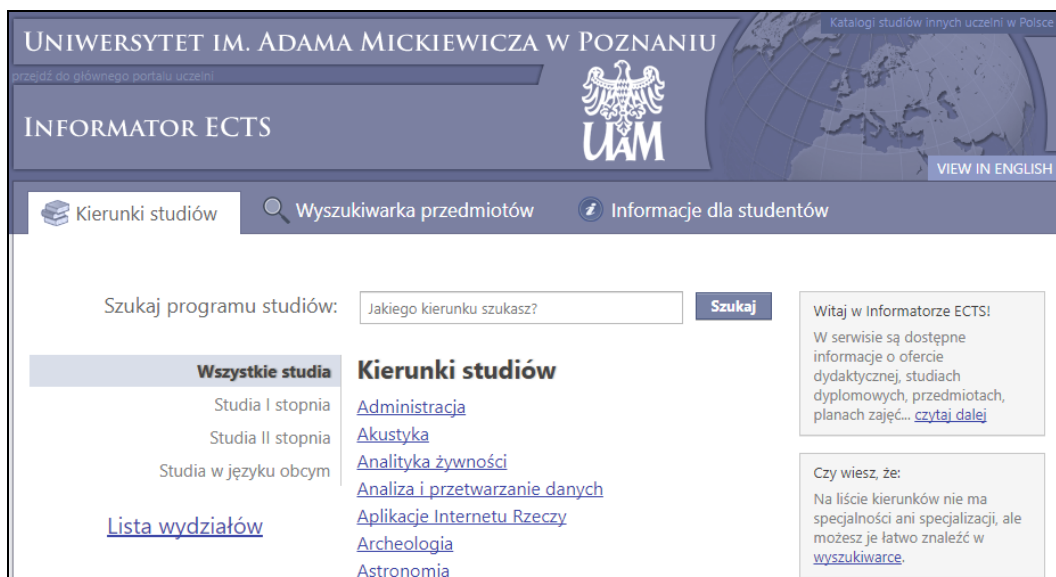 Katalogi studiów innych uczelni w Polsce
UNIWERSYTET IM. ADAMA MICKIEWICZA W POZNANIU
przejdź do głównego portalu uczelni
UAM
INFORMATOR ECTS
VIEW IN ENGLISH
Kierunki studiów
Wyszukiwarka przedmiotów
Informacje dla studentów
Szukaj programu studiów:
Jakiego kierunku szukasz?
Szukaj
Wszystkie studia
Studia I stopnia
Studia II stopnia
Studia w języku obcym
Lista wydziałów
Kierunki studiów
Administracja
Akustyka
Analityka żywności
Analiza i przetwarzanie danych
Aplikacje Internetu Rzeczy
Archeologia
Astronomia
Witaj w Informatorze ECTS!
W serwisie są dostępne
informacje o ofercie
dydaktycznej, studiach
dyplomowych, przedmiotach,
planach zajęć... czytaj dalej
Czy wiesz, że:
Na liście kierunków nie ma
specjalności ani specjalizacji, ale
możesz je łatwo znaleźć w
wyszukiwarce.